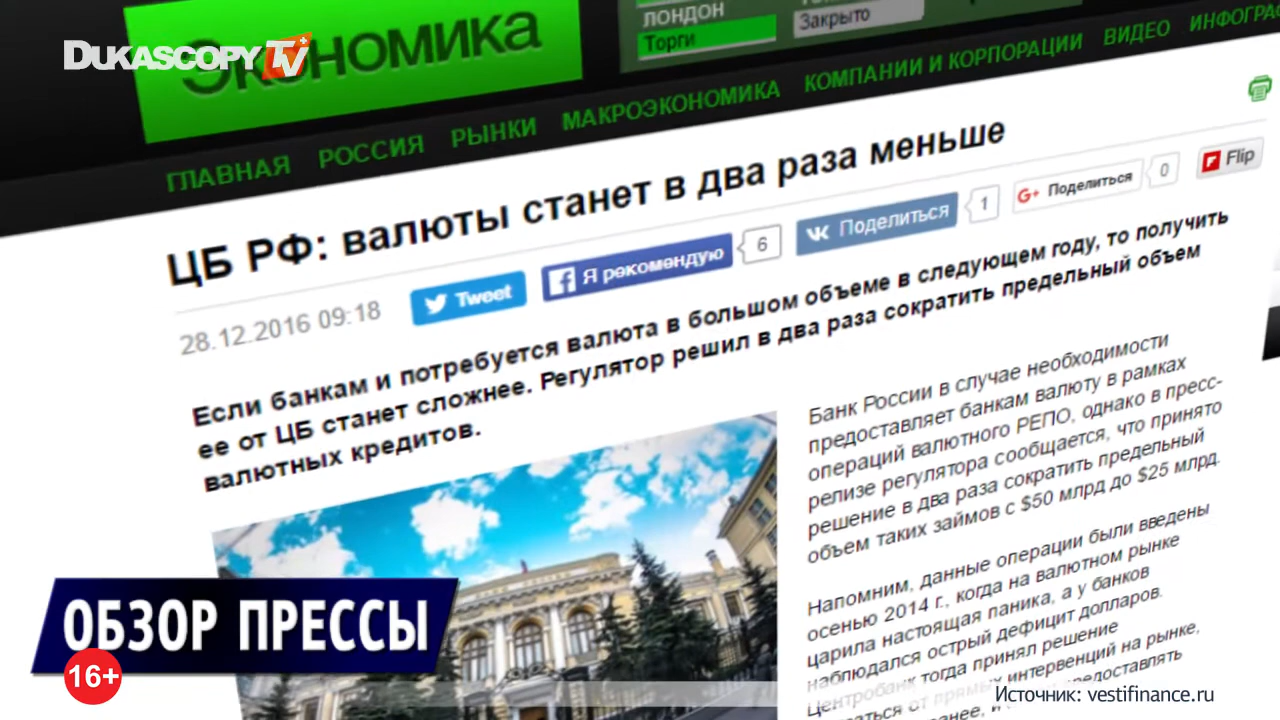 DUKASCOPY TV+
Экономика
ЛОНДОН
Торги
Закрыто
ГЛАВНАЯ РОССИЯ РЫНКИ МАКРОЭКОНОМИКА КОМПАНИИ И КОРПОРАЦИИ ВИДЕО
ЦБ РФ: валюты станет в два раза меньше
28.12.2016 09:18 Tweet Я рекомендую 6 Поделиться 1 Поделиться 0 Flip
Если банкам и потребуется валюта в большом объеме в следующем году, то получить
ее от ЦБ станет сложнее. Регулятор решил в два раза сократить предельный объем
валютных кредитов.
Банк России в случае необходимости
предоставляет банкам валюту в рамках
операций валютного РЕПО, однако в пресс-
релизе регулятора сообщается, что принято
решение в два раза сократить предельный
объем таких займов с $50 млрд до $25 млрд.
Напомним, данные операции были введены
осенью 2014 г., когда на валютном рынке
царила настоящая паника, а у банков
наблюдался острый дефицит долларов.
Центробанк тогда принял решение
от прямых интервенций на рынке,
предоставлять
ОБЗОР ПРЕССЫ
16+
Источник: vestifinance.ru